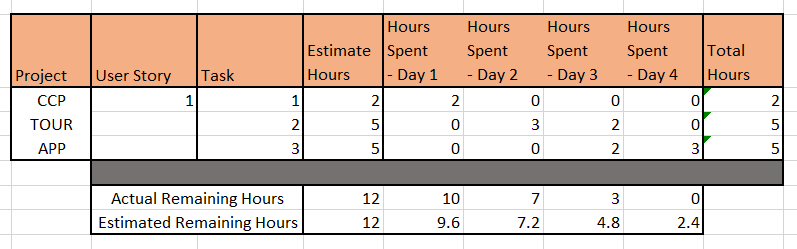 Project User Story Task Estimate Hours Hours Spent - Day 1 Hours Spent - Day 2 Hours Spent - Day 3 Hours Spent - Day 4 Total Hours
CCP 1 1 2 2 0 0 0 2
TOUR 2 5 0 3 2 0 5
APP 3 5 0 0 2 3 5
Actual Remaining Hours 12 10 7 3 0
Estimated Remaining Hours 12 9.6 7.2 4.8 2.4